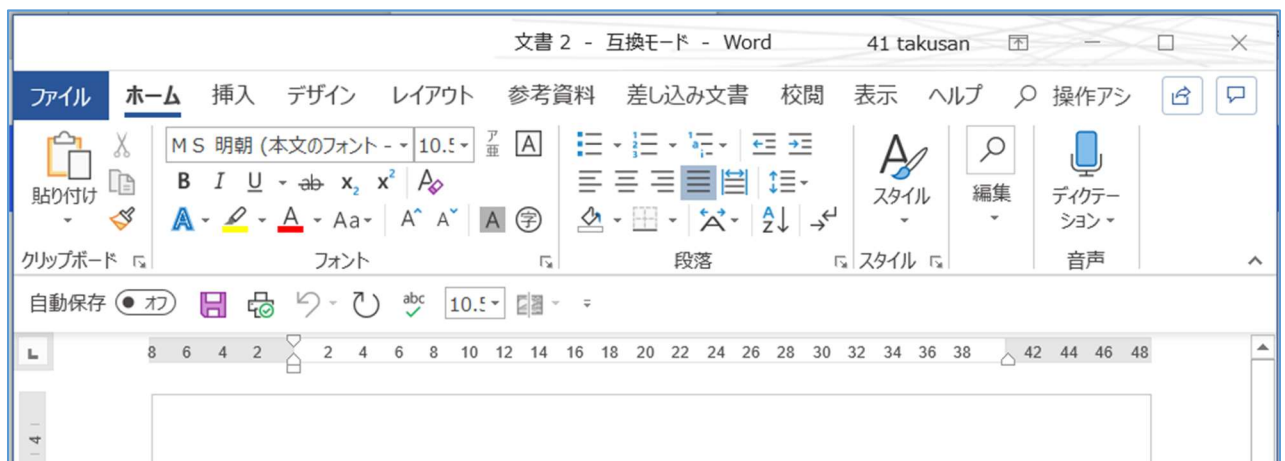 文書 2 - 互換モード - Word 41 takusan
ファイル ホーム 挿入 デザイン レイアウト 参考資料 差し込み文書 校閲 表示 ヘルプ 操作アシ
MS 明朝 (本文のフォント - 10.5 ア亜 A
貼り付け B I U ab x₂ x² A スタイル 編集 ディクテーション
A A Aa A A A 字 A Z
クリップボード フォント 段落 スタイル 音声
自動保存 オフ abc 10.5
L 8 6 4 2 2 4 6 8 10 12 14 16 18 20 22 24 26 28 30 32 34 36 38 42 44 46 48
4